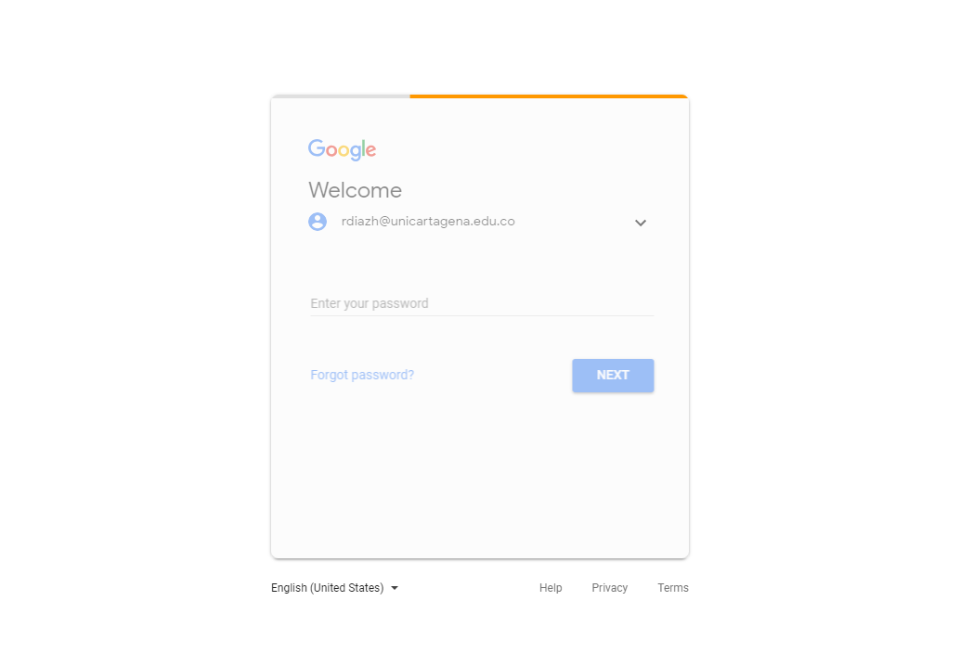 Google
Welcome
rdiazh@unicartagena.edu.co
Enter your password
Forgot password?
NEXT
English (United States)
Help
Privacy
Terms